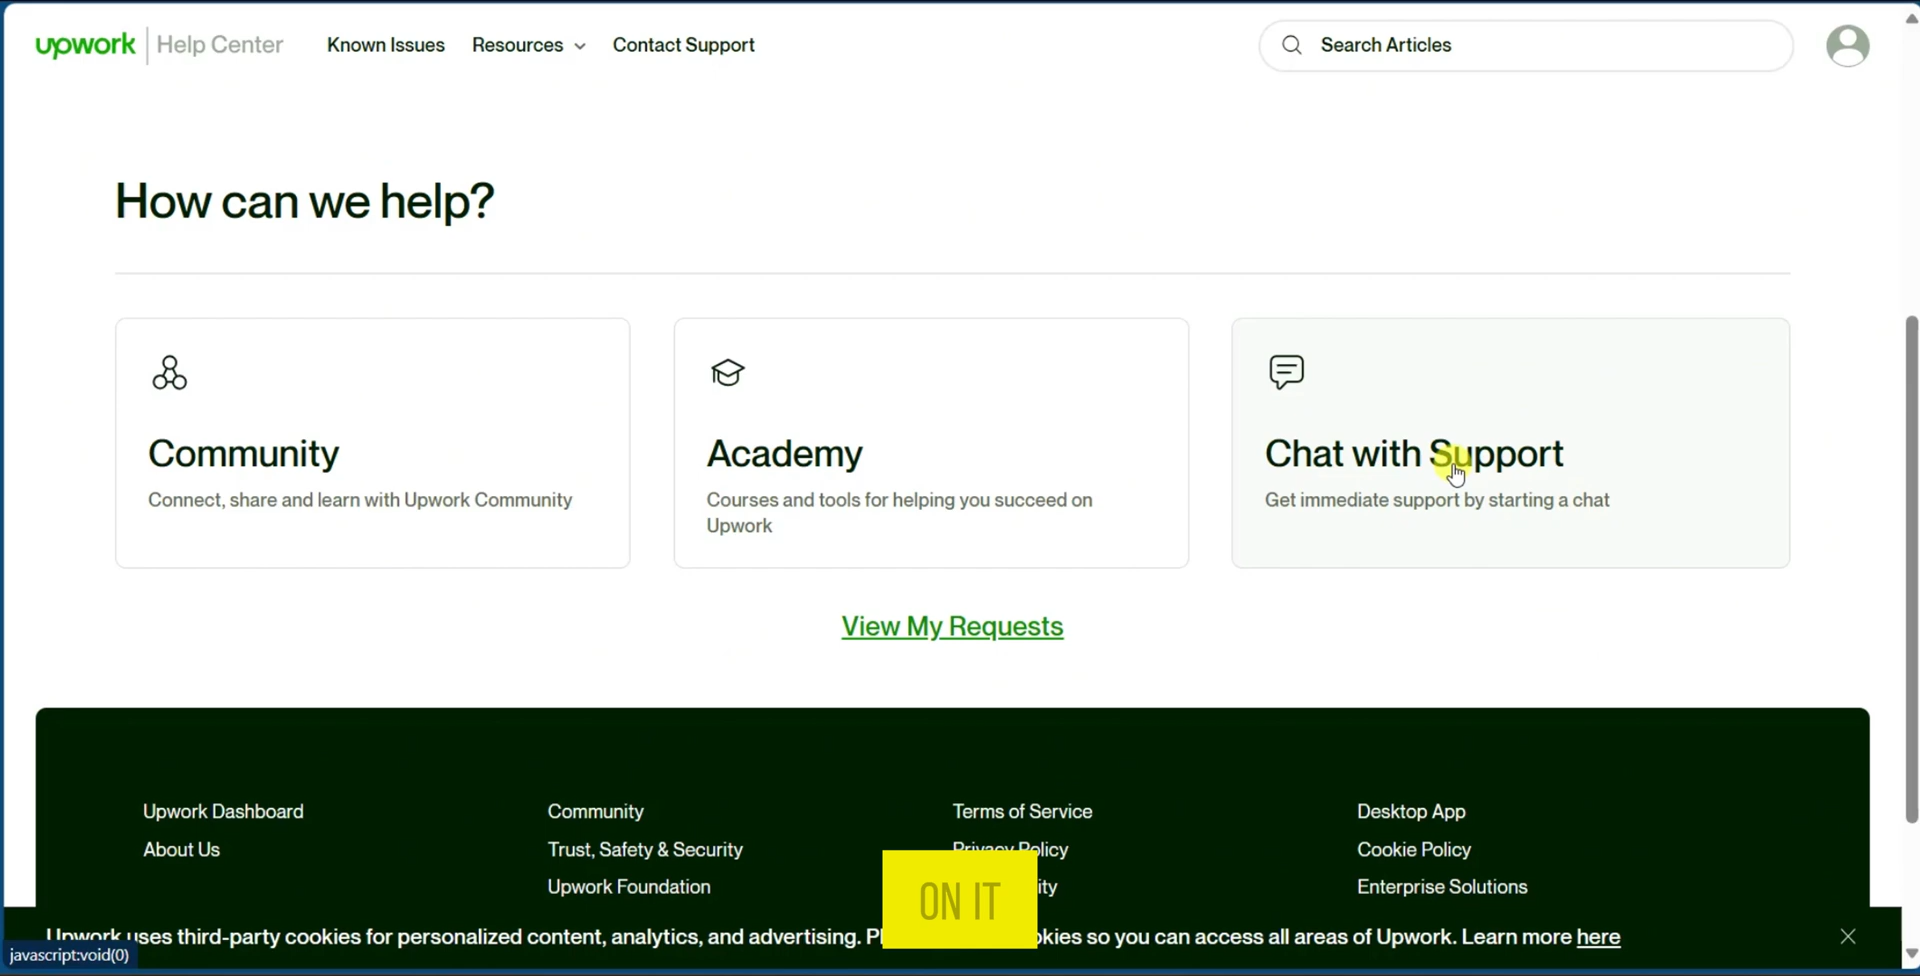 upwork Help Center Known Issues Resources Contact Support Search Articles
How can we help?
Community
Connect, share and learn with Upwork Community
Academy
Courses and tools for helping you succeed on
Upwork
Chat with Support
Get immediate support by starting a chat
View My Requests
Upwork Dashboard Community Terms of Service Desktop App
About Us Trust, Safety & Security Privacy Policy Cookie Policy
Upwork Foundation Enterprise Solutions
ON IT
Upwork uses third-party cookies for personalized content, analytics, and advertising. so you can access all areas of Upwork. Learn more here
javascript:void(0)